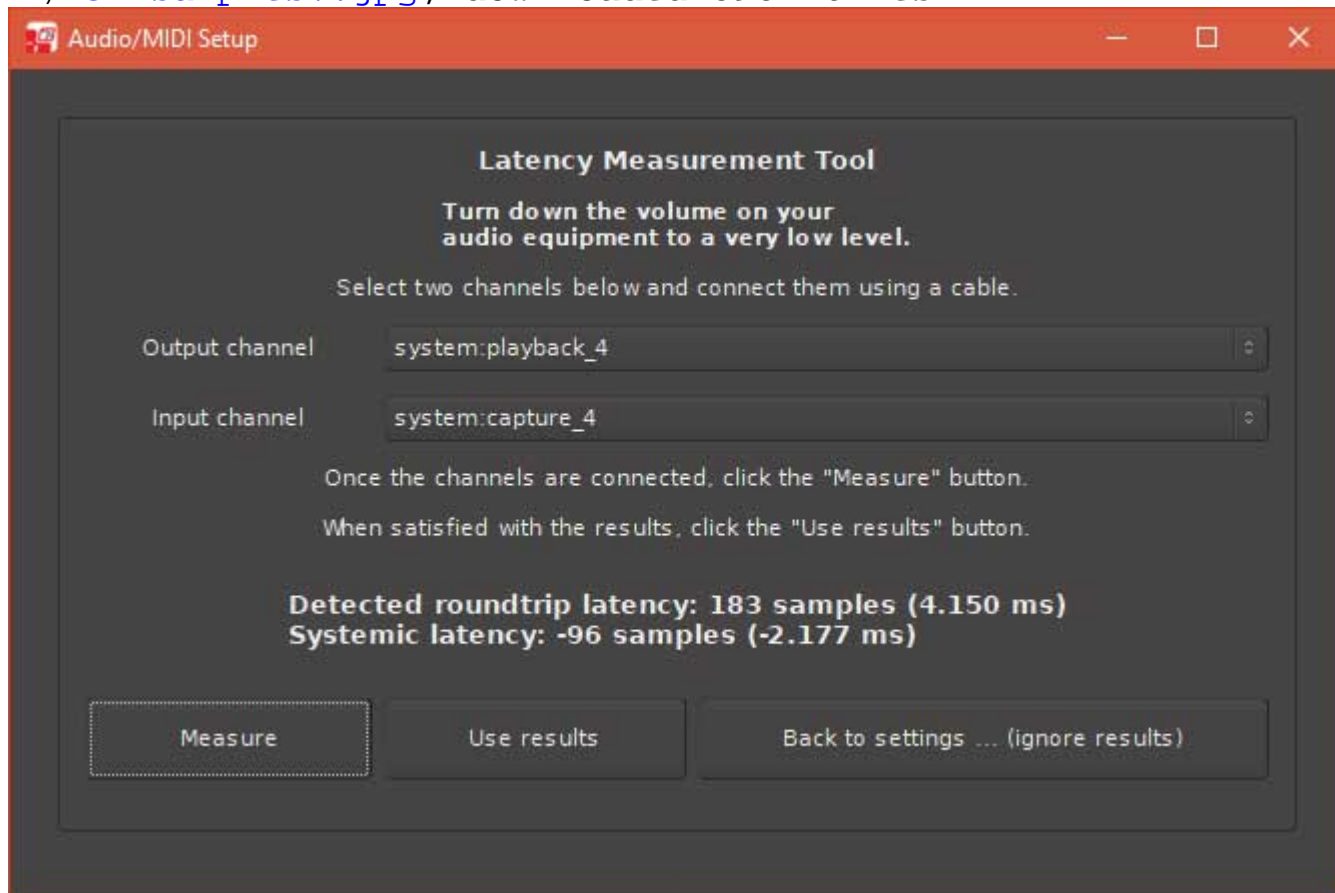 Audio/MIDI Setup
Latency Measurement Tool
Turn down the volume on your
audio equipment to a very low level.
Select two channels below and connect them using a cable.
Output channel system:playback_4
Input channel system:capture_4
Once the channels are connected, click the "Measure" button.
When satisfied with the results, click the "Use results" button.
Detected roundtrip latency: 183 samples (4.150 ms)
Systemic latency: -96 samples (-2.177 ms)
Measure Use results Back to settings ... (ignore results)